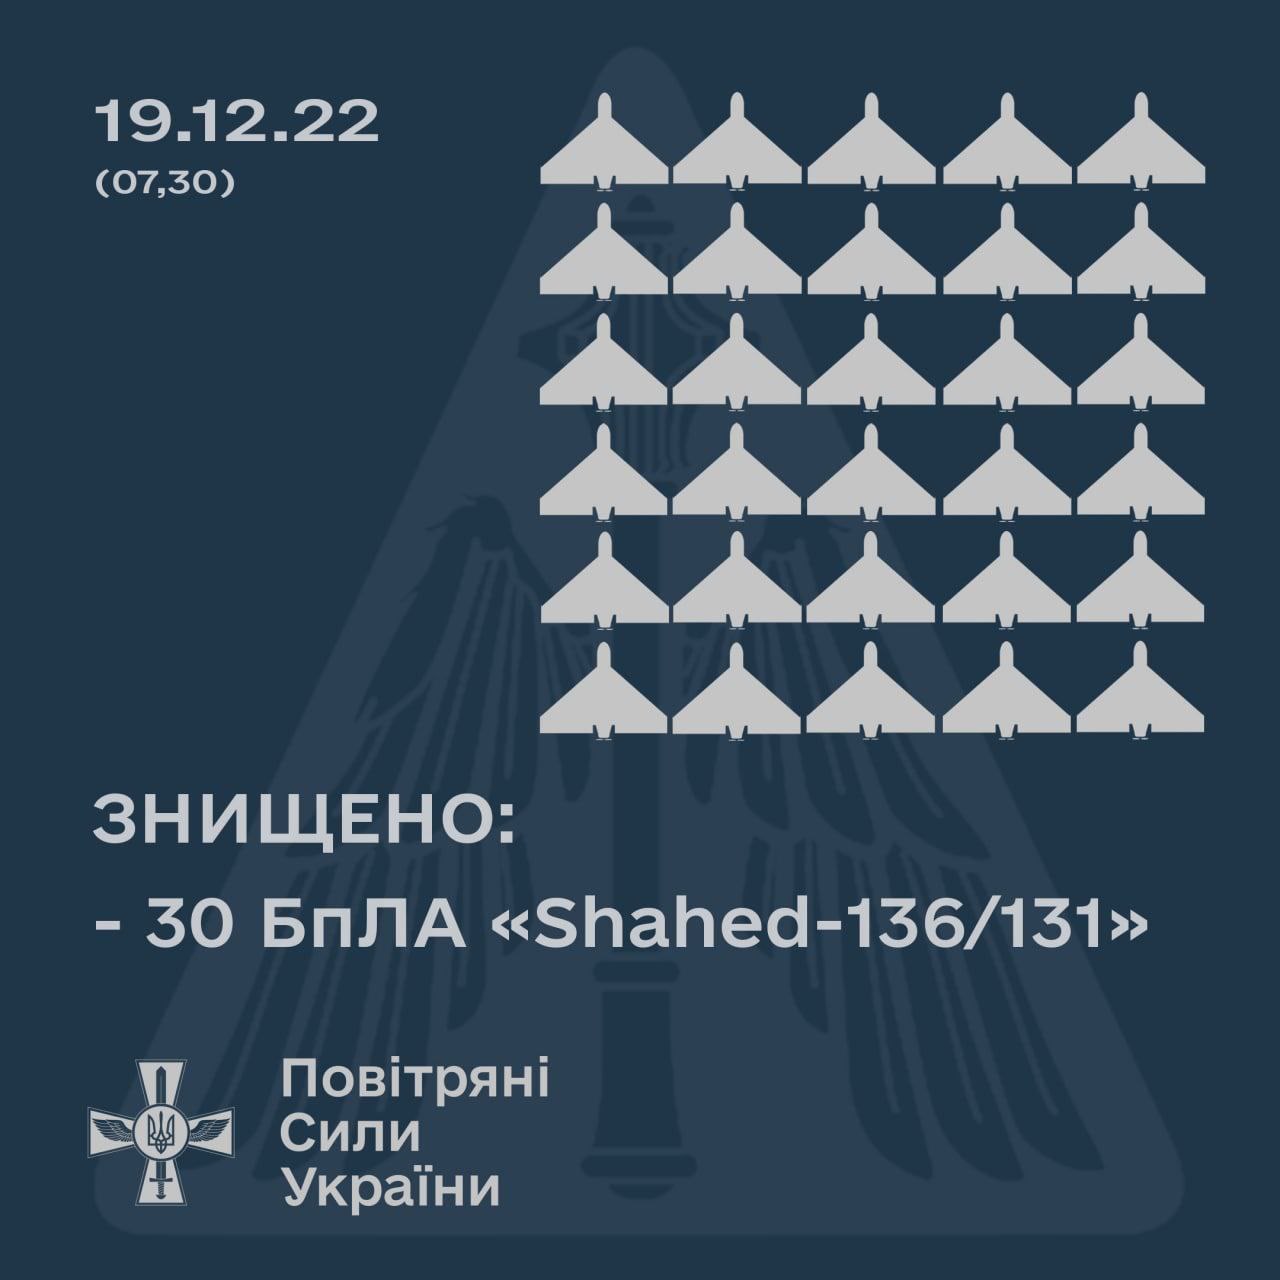 19.12.22
(07,30)
ЗНИЩЕНО:
- 30 БпЛА «Shahed-136/131»
Повітряні
Сили
України